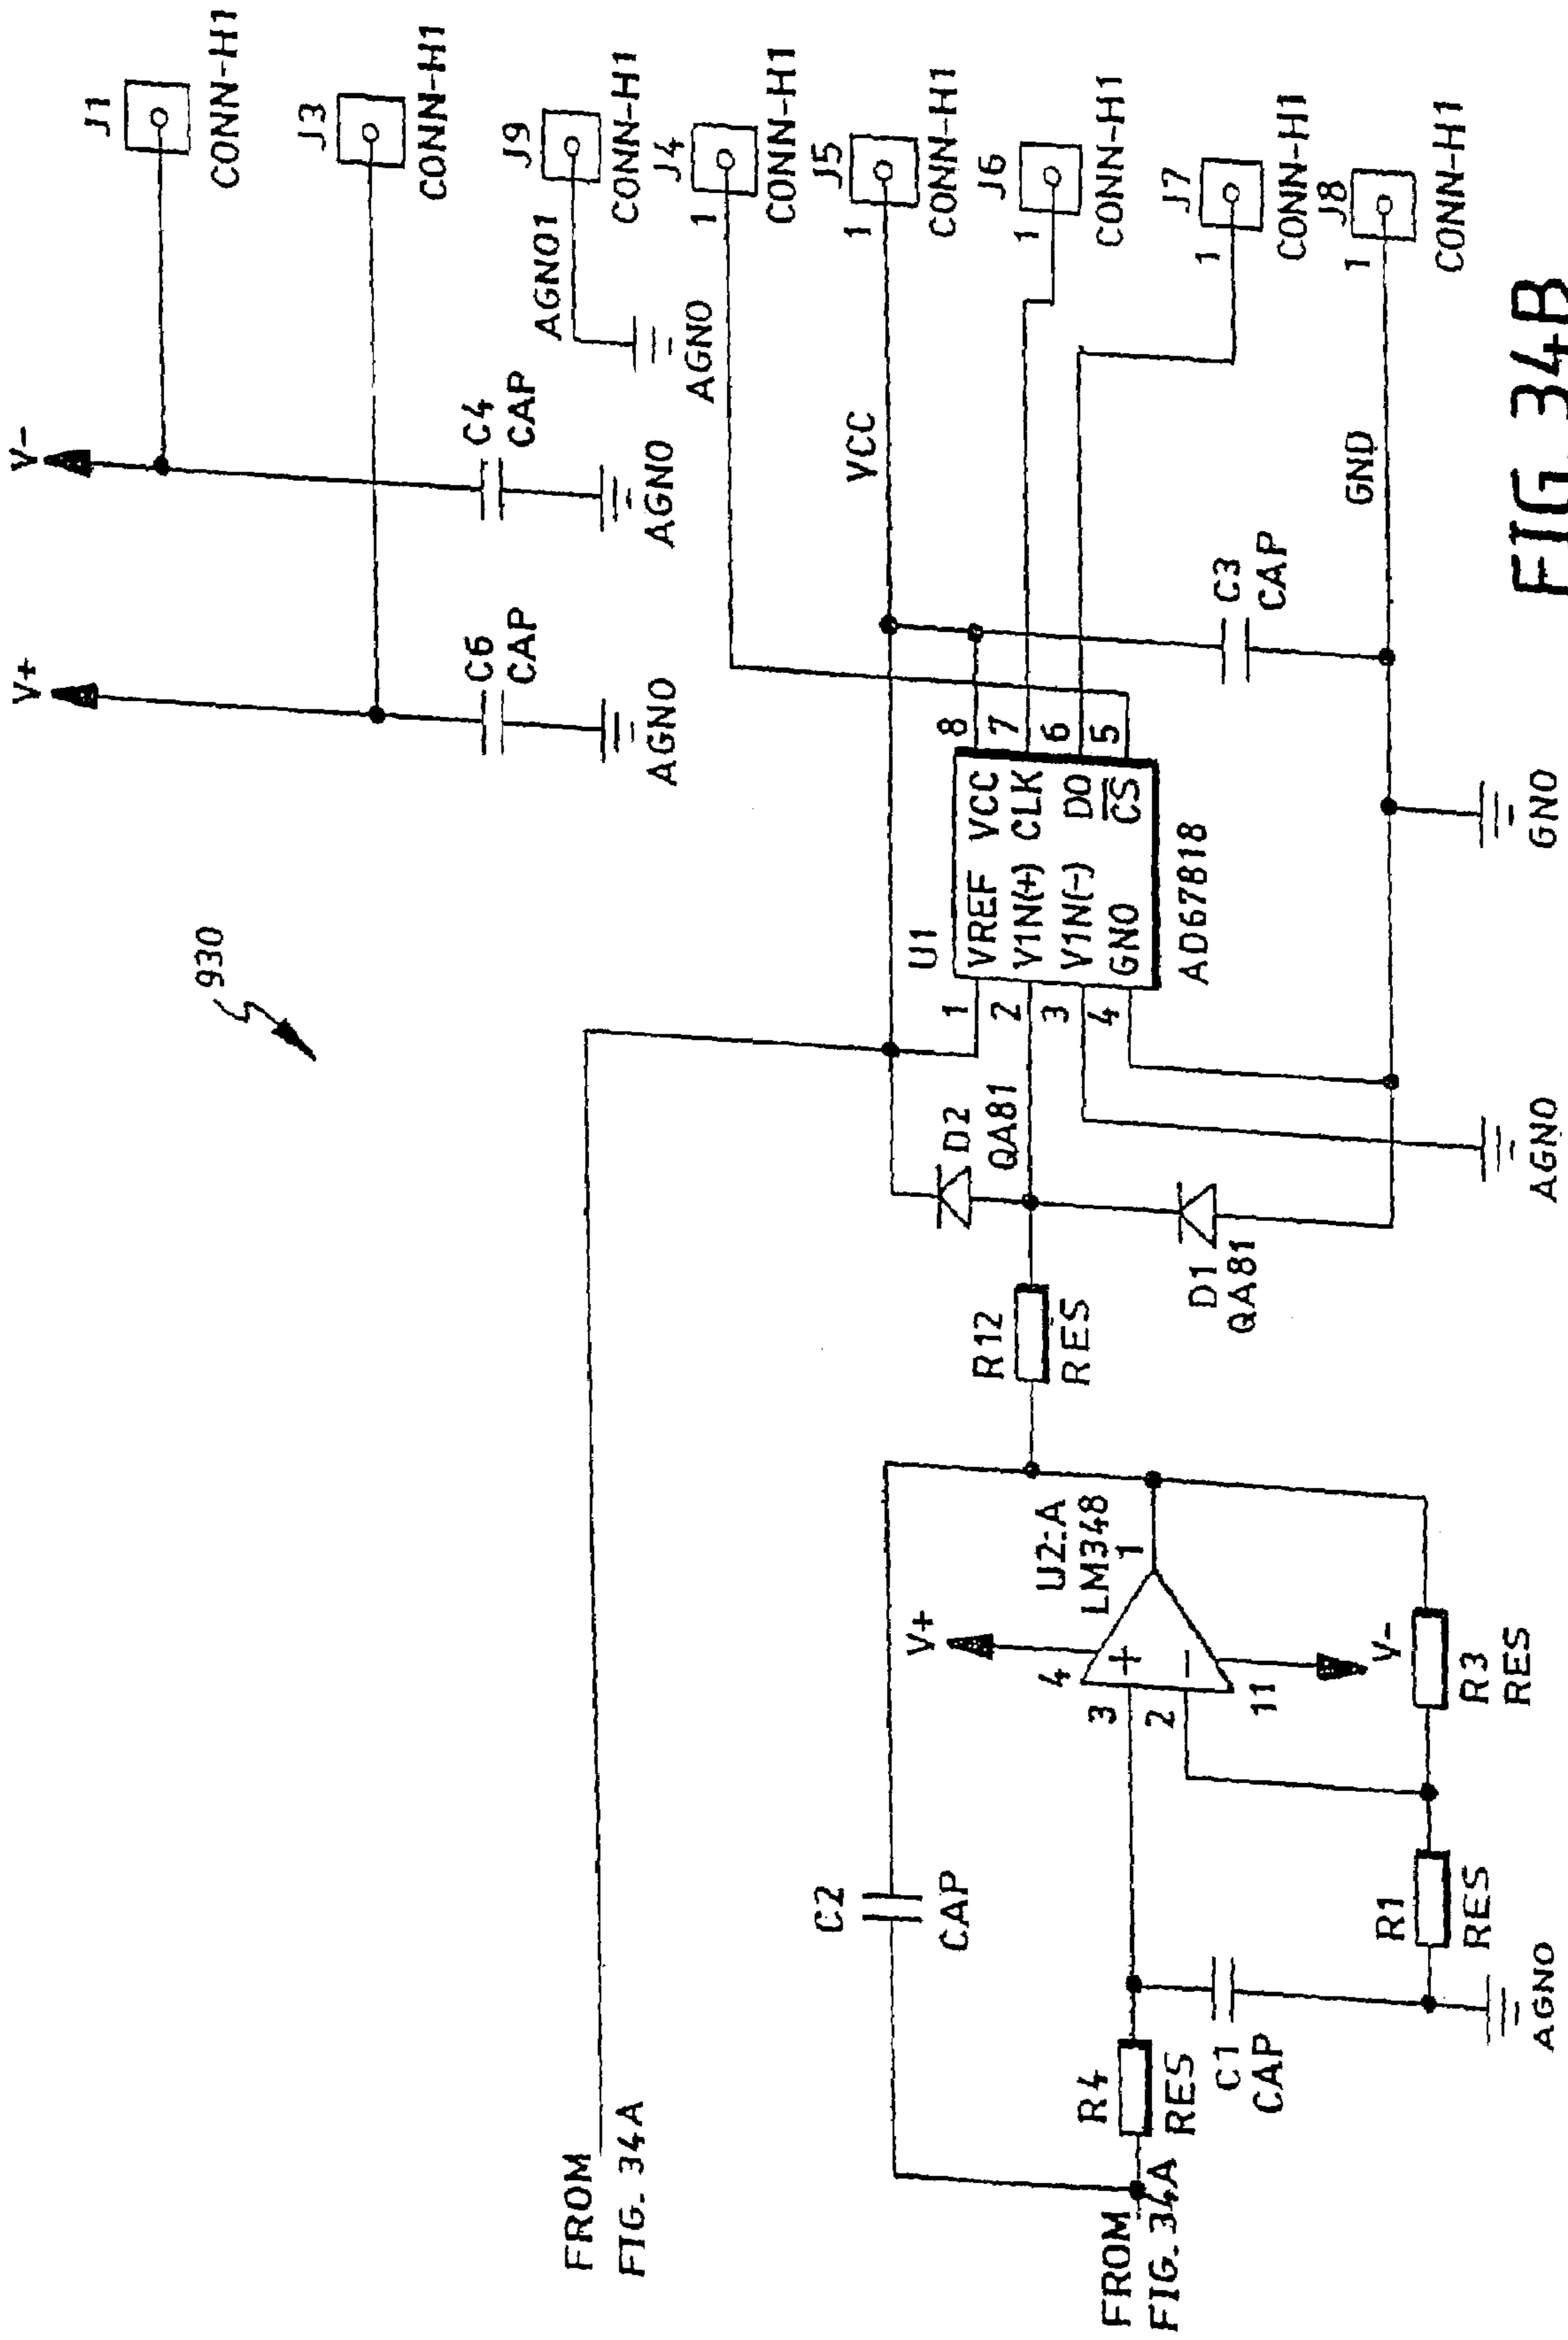 930
V+
V-
J1
CONN-H1
J3
CONN-H1
C6
CAP
AGNO
C4
CAP
AGNO
AGNO1
J9
CONN-H1
AGNO
FROM
FIG. 34A
1
J4
CONN-H1
VCC
1
J5
CONN-H1
C2
CAP
R12
RES
D2
QA81
U1
1
2
3
4
VREF VCC
V1N(+) CLK
V1N(-) DO
GNO CS
8
7
6
5
AD67818
1
J6
CONN-H1
1
J7
CONN-H1
V+
U2:A
LM348
4
3
2
1
11
V-
FROM
FIG. 34A
R4
RES
C1
CAP
D1
QA81
C3
CAP
GND
1
J8
CONN-H1
R1
RES
R3
RES
AGNO
AGNO
GNO
FIG. 34B